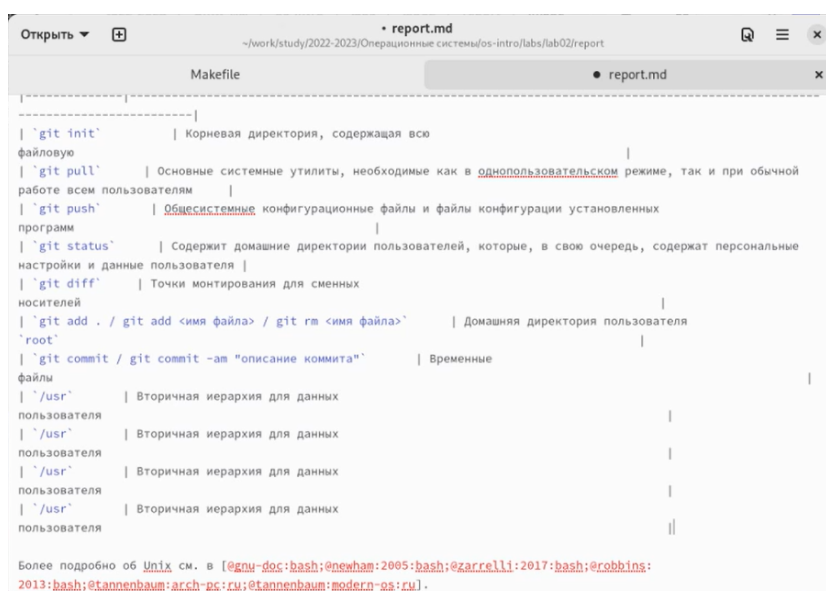 Открыть
• report.md
~/work/study/2022-2023/Операционные системы/os-intro/labs/lab02/report
Makefile
● report.md
|--------------|------------------------------------------------------------------------------------------
--------------------------|
| `git init` | Корневая директория, содержащая всю
файловую |
| `git pull` | Основные системные утилиты, необходимые как в однопользовательском режиме, так и при обычной
работе всем пользователям |
| `git push` | Общесистемные конфигурационные файлы и файлы конфигурации установленных
программ |
| `git status` | Содержит домашние директории пользователей, которые, в свою очередь, содержат персональные
настройки и данные пользователя |
| `git diff` | Точки монтирования для сменных
носителей |
| `git add . / git add <имя файла> / git rm <имя файла>` | Домашняя директория пользователя
`root` |
| `git commit / git commit -am "описание коммита"` | Временные
файлы |
| `/usr` | Вторичная иерархия для данных
пользователя |
| `/usr` | Вторичная иерархия для данных
пользователя |
| `/usr` | Вторичная иерархия для данных
пользователя |
| `/usr` | Вторичная иерархия для данных
пользователя |
Более подробно об Unix см. в [@gnu-doc:bash;@newham:2005:bash;@zarrelli:2017:bash;@robbins:
2013:bash;@tannenbaum:arch-pc:ru;@tannenbaum:modern-os:ru].